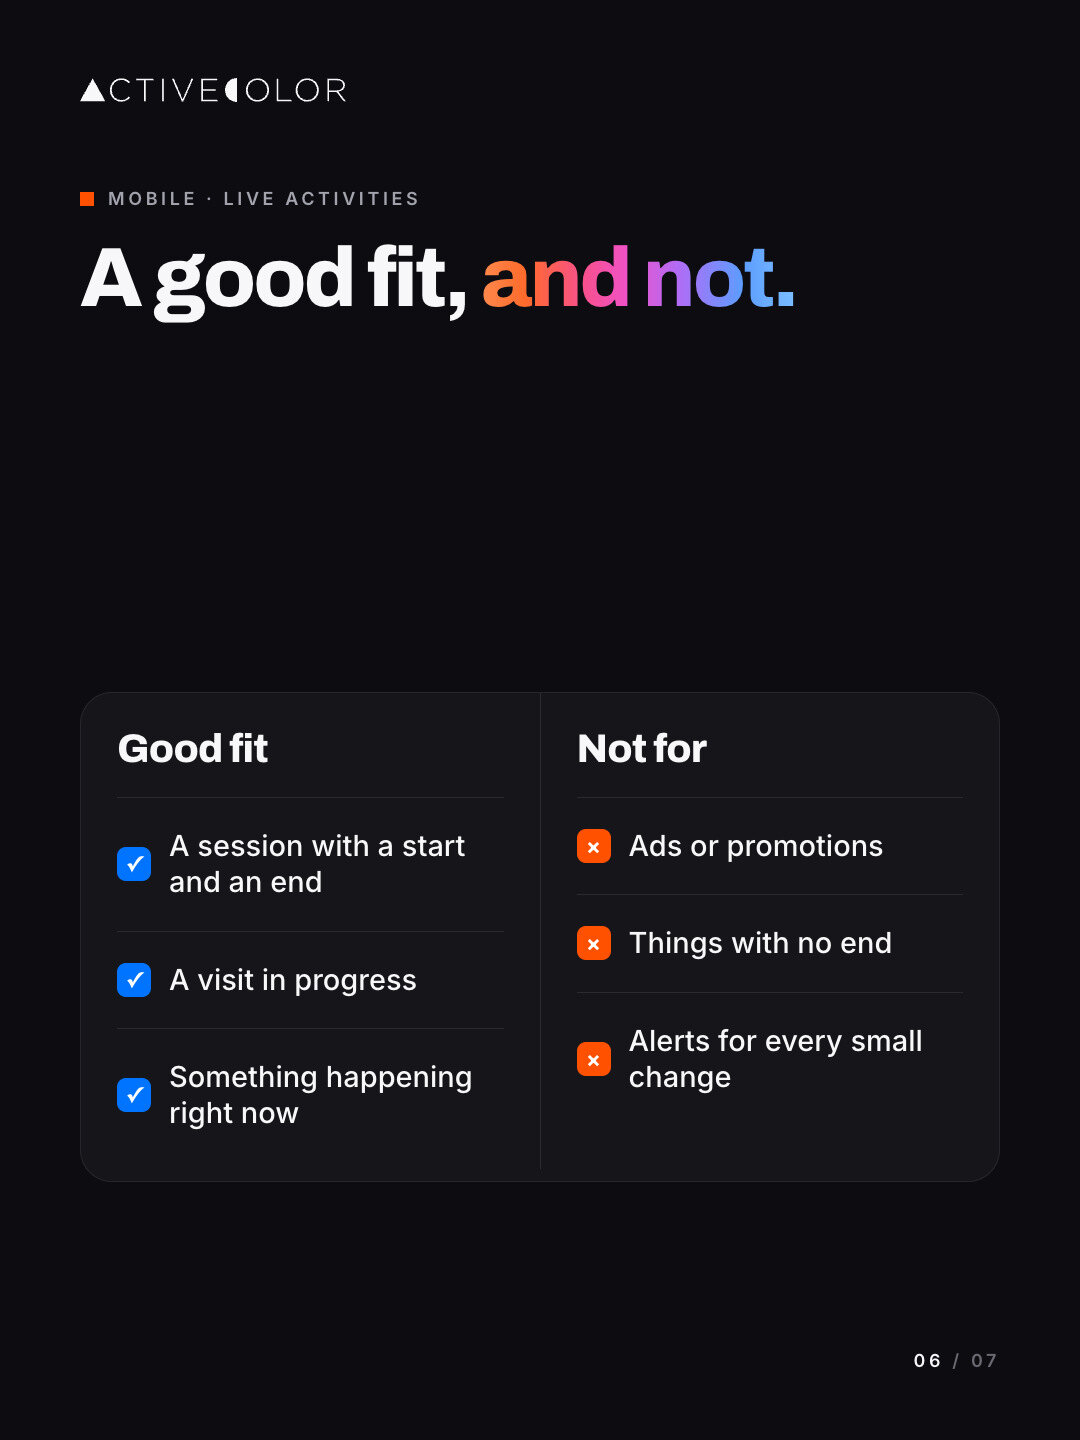 ACTIVECOLOR
MOBILE · LIVE ACTIVITIES
A good fit, and not.
Good fit
A session with a start
and an end
A visit in progress
Something happening
right now
Not for
Ads or promotions
Things with no end
Alerts for every small
change
06 / 07